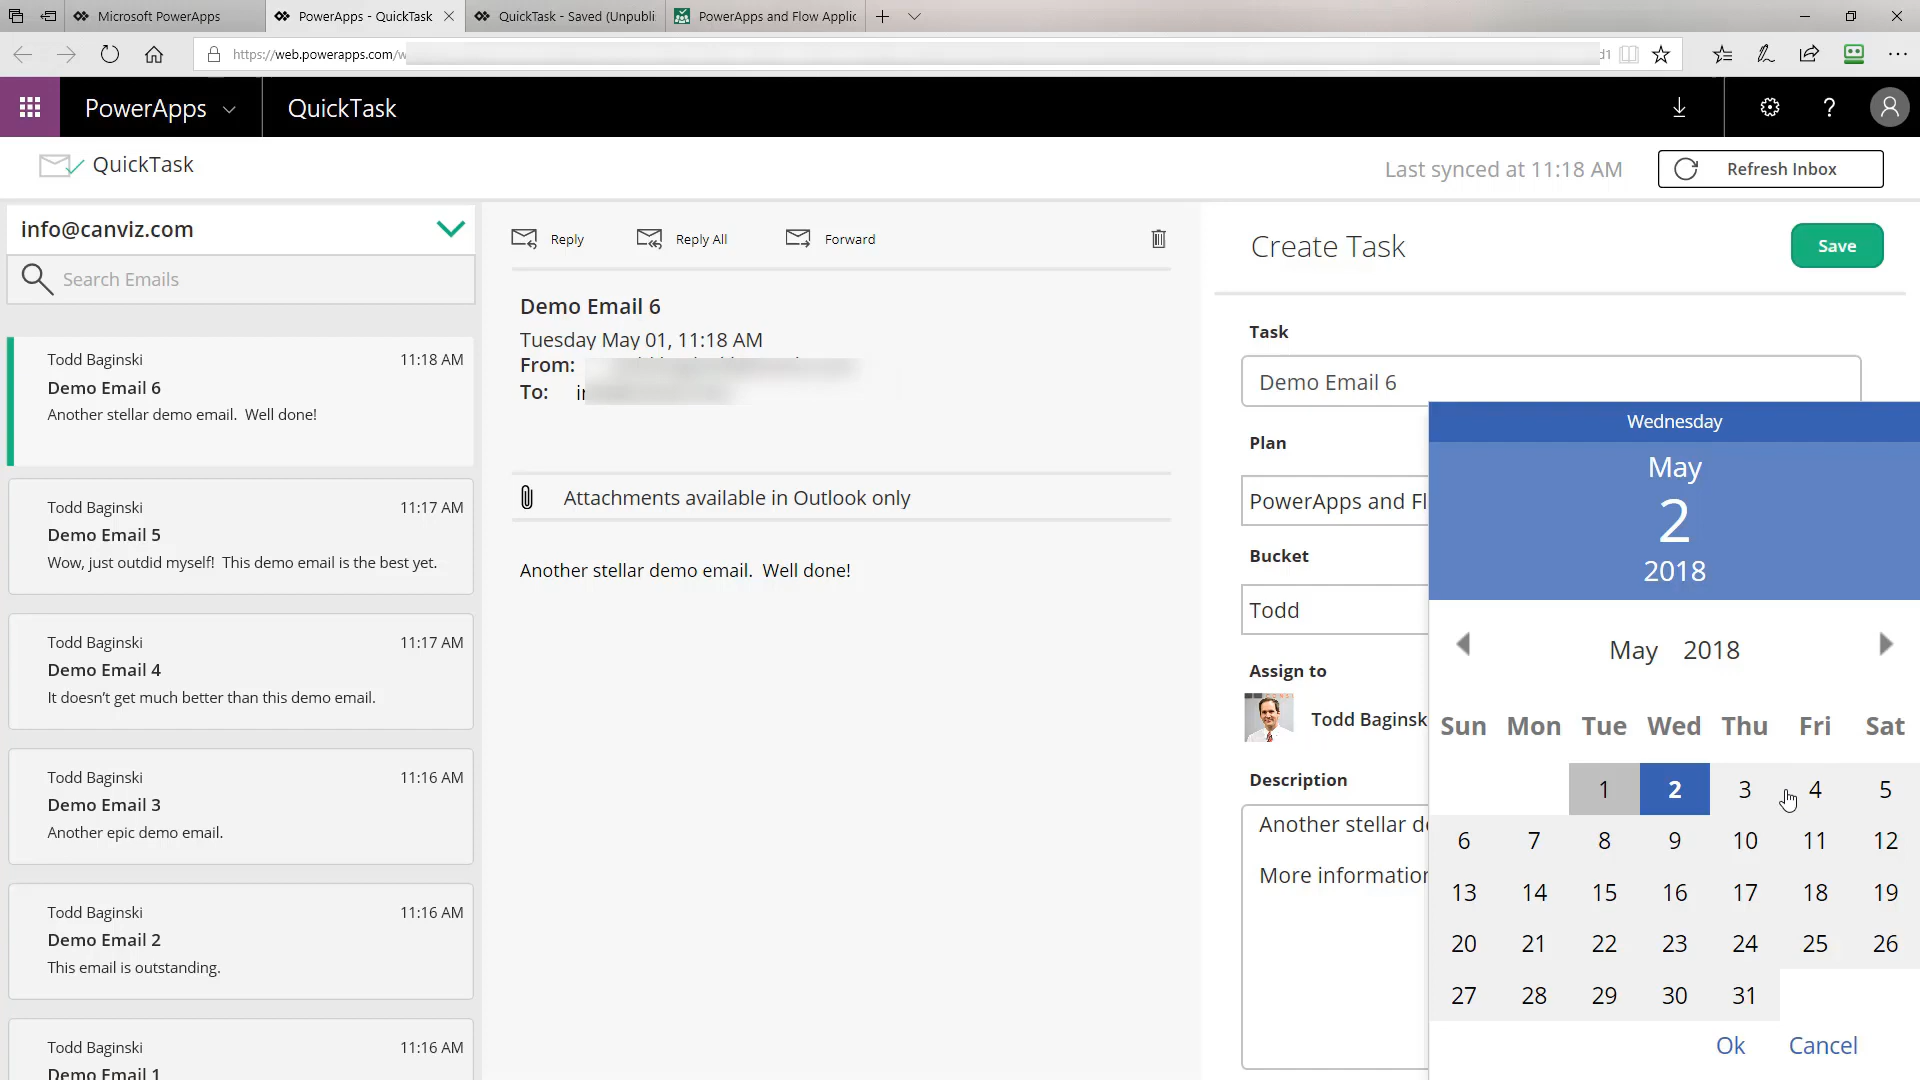 Microsoft PowerApps
PowerApps - QuickTask
QuickTask - Saved (Unpubli
PowerApps and Flow Applic
https://web.powerapps.com/w
d1
PowerApps
QuickTask
?
QuickTask
Last synced at 11:18 AM
Refresh Inbox
info@canviz.com
Search Emails
Todd Baginski 11:18 AM
Demo Email 6
Another stellar demo email. Well done!
Todd Baginski 11:17 AM
Demo Email 5
Wow, just outdid myself! This demo email is the best yet.
Todd Baginski 11:17 AM
Demo Email 4
It doesn't get much better than this demo email.
Todd Baginski 11:16 AM
Demo Email 3
Another epic demo email.
Todd Baginski 11:16 AM
Demo Email 2
This email is outstanding.
Todd Baginski 11:16 AM
Demo Email 1
Reply Reply All Forward
Demo Email 6
Tuesday May 01, 11:18 AM
From:
To:
Attachments available in Outlook only
Another stellar demo email. Well done!
Create Task
Save
Task
Demo Email 6
Plan
PowerApps and Fl
Bucket
Todd
Assign to
Todd Baginsk
Description
Another stellar de
More information
Wednesday
May
2
2018
May 2018
Sun Mon Tue Wed Thu Fri Sat
1 2 3 4 5
6 7 8 9 10 11 12
13 14 15 16 17 18 19
20 21 22 23 24 25 26
27 28 29 30 31
Ok Cancel